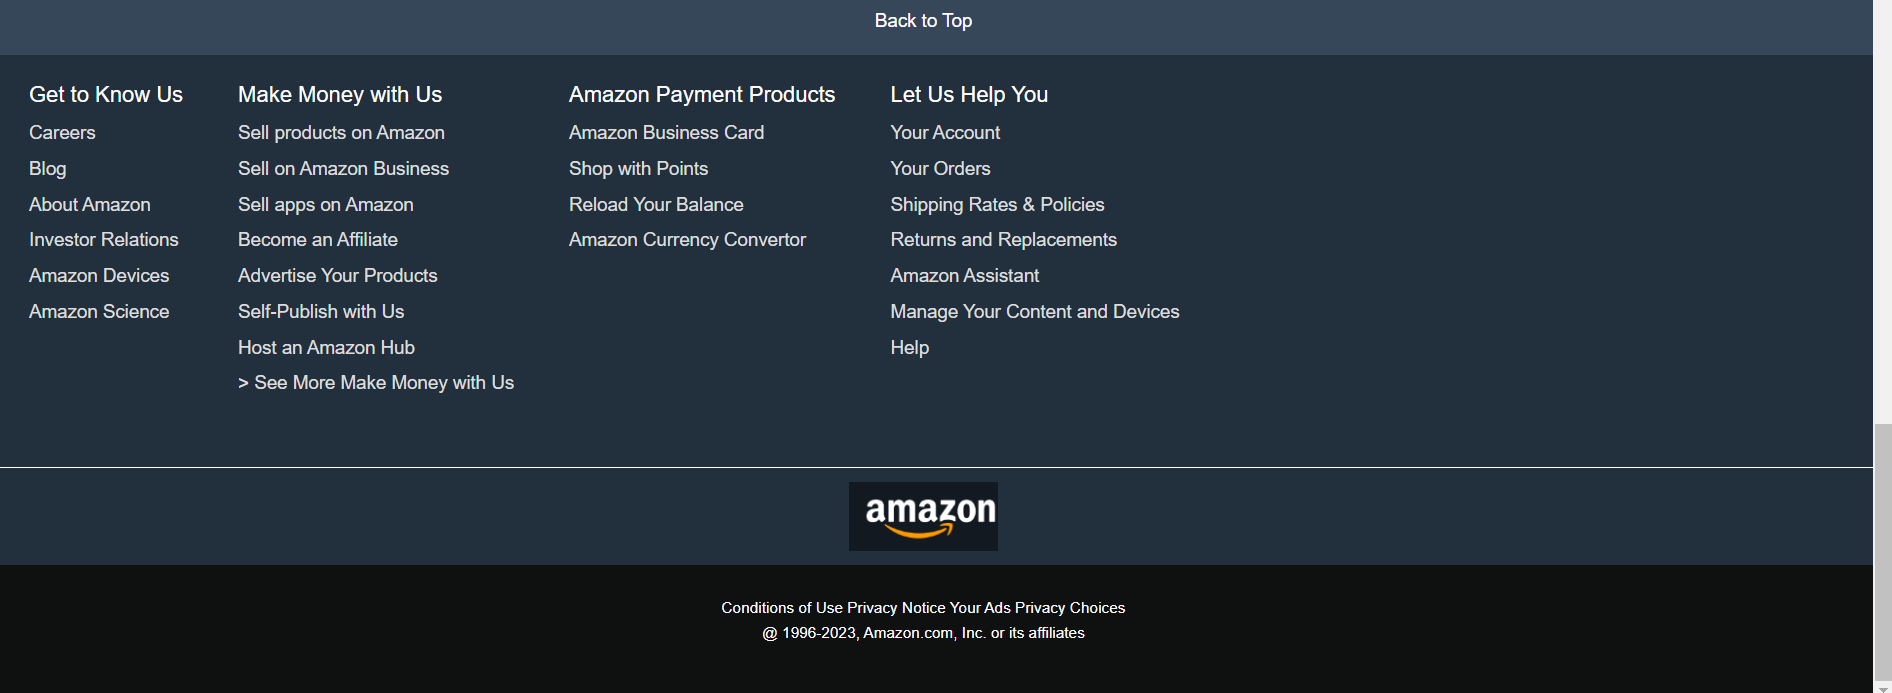 Back to Top
Get to Know Us
Careers
Blog
About Amazon
Investor Relations
Amazon Devices
Amazon Science
Make Money with Us
Sell products on Amazon
Sell on Amazon Business
Sell apps on Amazon
Become an Affiliate
Advertise Your Products
Self-Publish with Us
Host an Amazon Hub
> See More Make Money with Us
Amazon Payment Products
Amazon Business Card
Shop with Points
Reload Your Balance
Amazon Currency Convertor
Let Us Help You
Your Account
Your Orders
Shipping Rates & Policies
Returns and Replacements
Amazon Assistant
Manage Your Content and Devices
Help
amazon
Conditions of Use Privacy Notice Your Ads Privacy Choices
@ 1996-2023, Amazon.com, Inc. or its affiliates